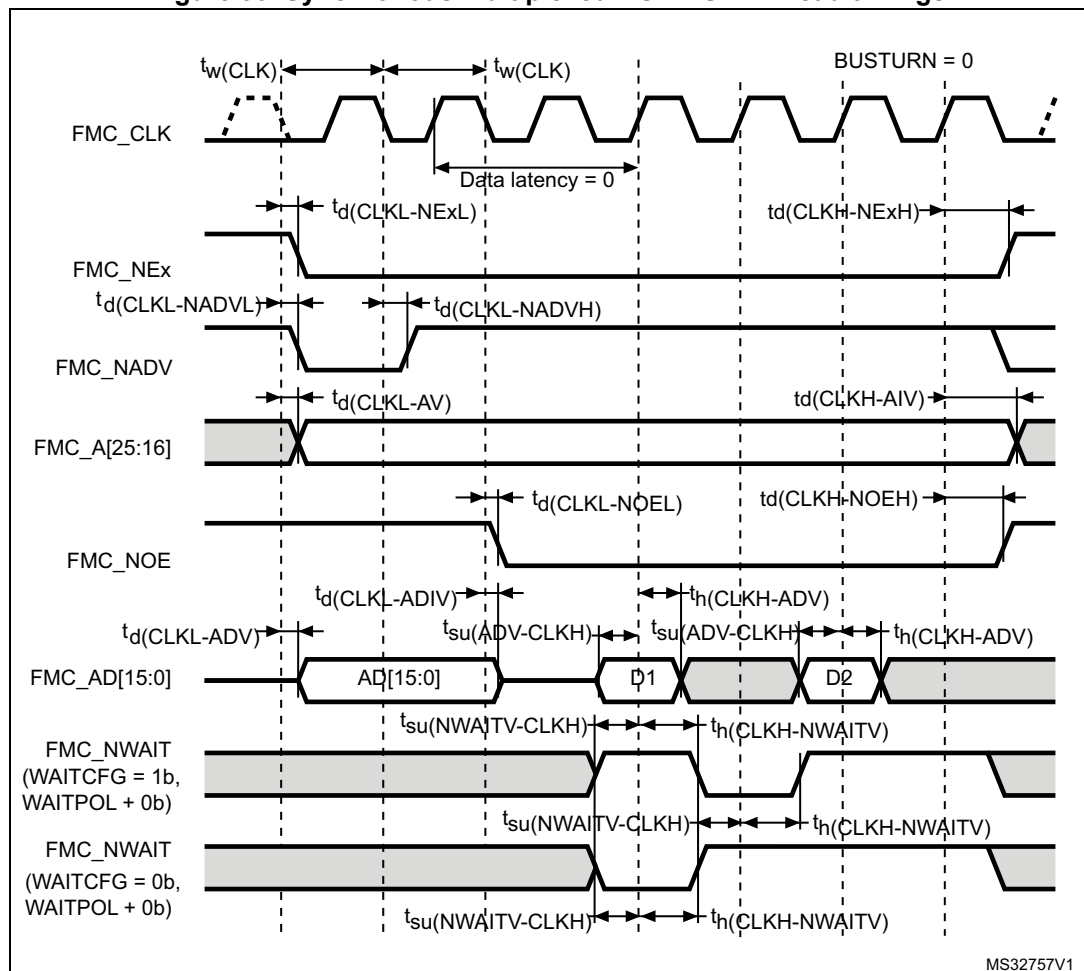 tw(CLK) tw(CLK) BUSTURN = 0
FMC_CLK
Data latency = 0
td(CLKL-NExL) td(CLKH-NExH)
FMC_NEx
td(CLKL-NADVL) td(CLKL-NADVH)
FMC_NADV
td(CLKL-AV) td(CLKH-AIV)
FMC_A[25:16]
td(CLKL-NOEL) td(CLKH-NOEH)
FMC_NOE
td(CLKL-ADIV) th(CLKH-ADV)
td(CLKL-ADV) tsu(ADV-CLKH) tsu(ADV-CLKH) th(CLKH-ADV)
FMC_AD[15:0] AD[15:0] D1 D2
tsu(NWAITV-CLKH) th(CLKH-NWAITV)
FMC_NWAIT
(WAITCFG = 1b,
WAITPOL + 0b)
tsu(NWAITV-CLKH) th(CLKH-NWAITV)
FMC_NWAIT
(WAITCFG = 0b,
WAITPOL + 0b)
tsu(NWAITV-CLKH) th(CLKH-NWAITV)
MS32757V1